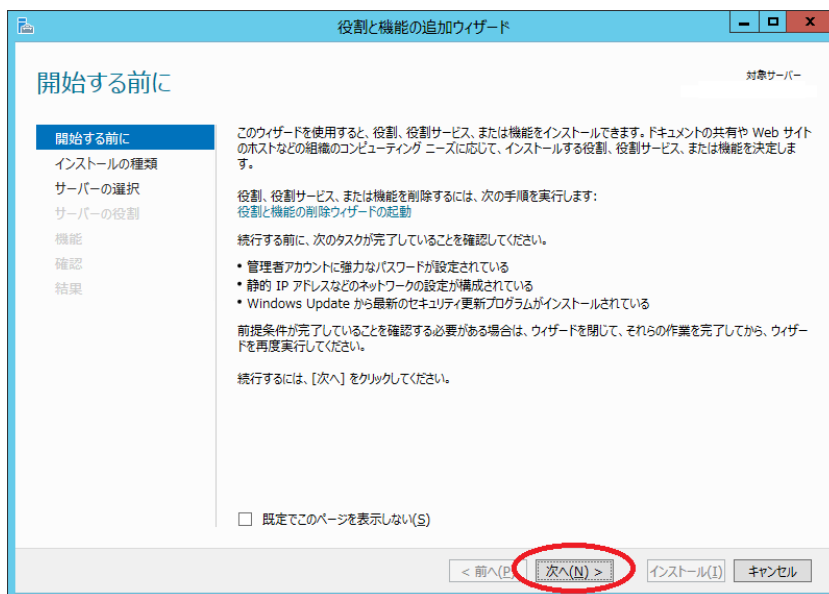 役割と機能の追加ウィザード
開始する前に
対象サーバー
開始する前に
インストールの種類
サーバーの選択
サーバーの役割
機能
確認
結果
このウィザードを使用すると、役割、役割サービス、または機能をインストールできます。ドキュメントの共有や Web サイト
のホストなどの組織のコンピューティング ニーズに応じて、インストールする役割、役割サービス、または機能を決定しま
す。
役割、役割サービス、または機能を削除するには、次の手順を実行します:
役割と機能の削除ウィザードの起動
続行する前に、次のタスクが完了していることを確認してください。
• 管理者アカウントに強力なパスワードが設定されている
• 静的 IP アドレスなどのネットワークの設定が構成されている
• Windows Update から最新のセキュリティ更新プログラムがインストールされている
前提条件が完了していることを確認する必要がある場合は、ウィザードを閉じて、それらの作業を完了してから、ウィザー
ドを再度実行してください。
続行するには、[次へ] をクリックしてください。
既定でこのページを表示しない(S)
< 前へ(P)
次へ(N) >
インストール(I)
キャンセル